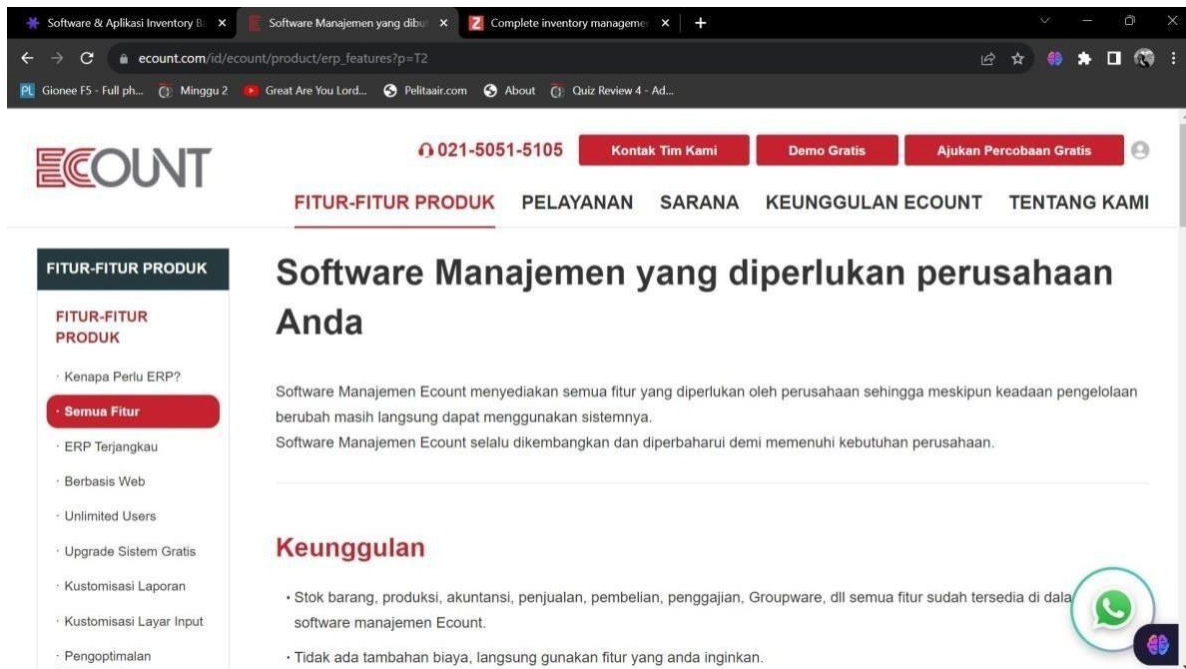 Software & Aplikasi Inventory B
Software Manajemen yang dibu
Complete inventory manageme
ecount.com/id/ecount/product/erp_features?p=T2
PL Gionee F5 - Full ph...
Minggu 2
Great Are You Lord...
Pelitaair.com
About
Quiz Review 4 - Ad...
ECOUNT
021-5051-5105
Kontak Tim Kami
Demo Gratis
Ajukan Percobaan Gratis
FITUR-FITUR PRODUK
PELAYANAN
SARANA
KEUNGGULAN ECOUNT
TENTANG KAMI
FITUR-FITUR PRODUK
FITUR-FITUR
PRODUK
· Kenapa Perlu ERP?
· Semua Fitur
· ERP Terjangkau
· Berbasis Web
· Unlimited Users
· Upgrade Sistem Gratis
· Kustomisasi Laporan
· Kustomisasi Layar Input
· Pengoptimalan
Software Manajemen yang diperlukan perusahaan
Anda
Software Manajemen Ecount menyediakan semua fitur yang diperlukan oleh perusahaan sehingga meskipun keadaan pengelolaan
berubah masih langsung dapat menggunakan sistemnya.
Software Manajemen Ecount selalu dikembangkan dan diperbaharui demi memenuhi kebutuhan perusahaan.
Keunggulan
• Stok barang, produksi, akuntansi, penjualan, pembelian, penggajian, Groupware, dll semua fitur sudah tersedia di dala
software manajemen Ecount.
• Tidak ada tambahan biaya, langsung gunakan fitur yang anda inginkan.